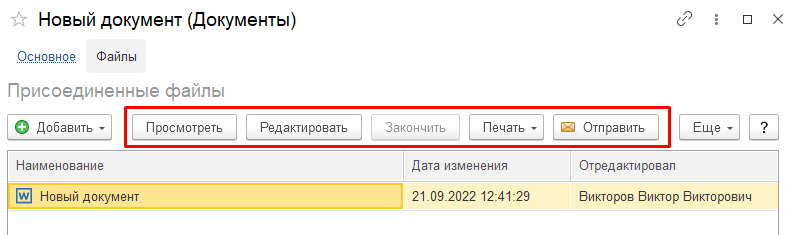 Новый документ (Документы)
Основное Файлы
Присоединенные файлы
Добавить Просмотреть Редактировать Закончить Печать Отправить Еще ?
Наименование Дата изменения Отредактировал
W Новый документ 21.09.2022 12:41:29 Викторов Виктор Викторович